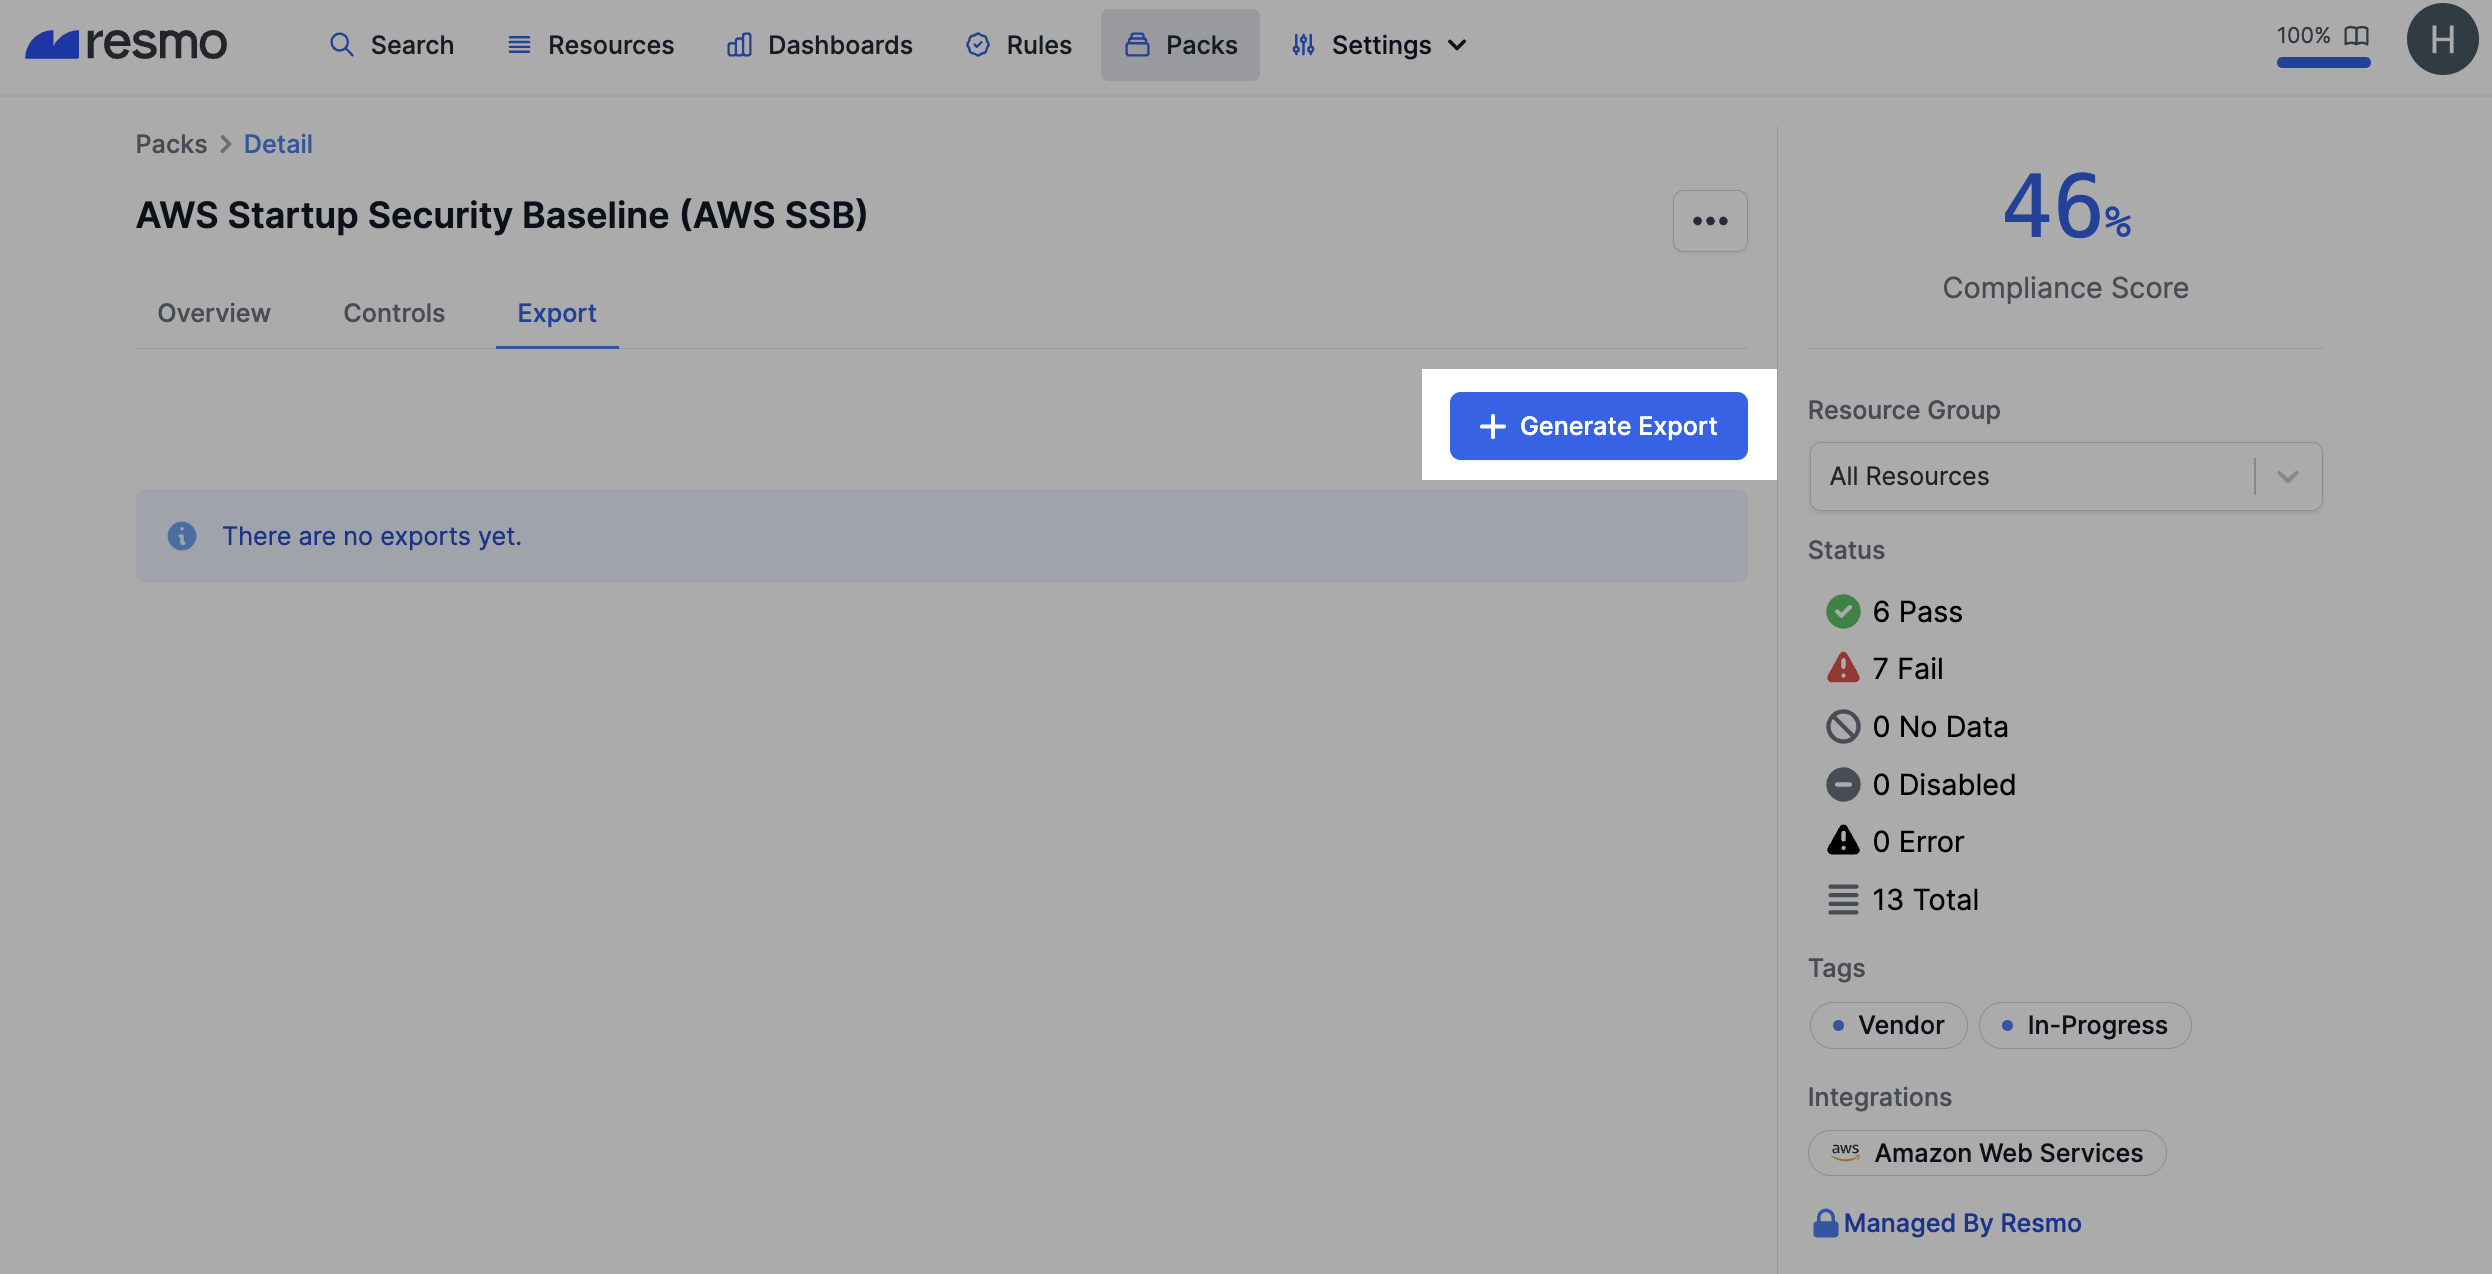 resmo
Search
Resources
Dashboards
Rules
Packs
Settings
100%
H
Packs > Detail
AWS Startup Security Baseline (AWS SSB)
Overview
Controls
Export
+ Generate Export
There are no exports yet.
46%
Compliance Score
Resource Group
All Resources
Status
6 Pass
7 Fail
0 No Data
0 Disabled
0 Error
13 Total
Tags
Vendor
In-Progress
Integrations
aws Amazon Web Services
Managed By Resmo